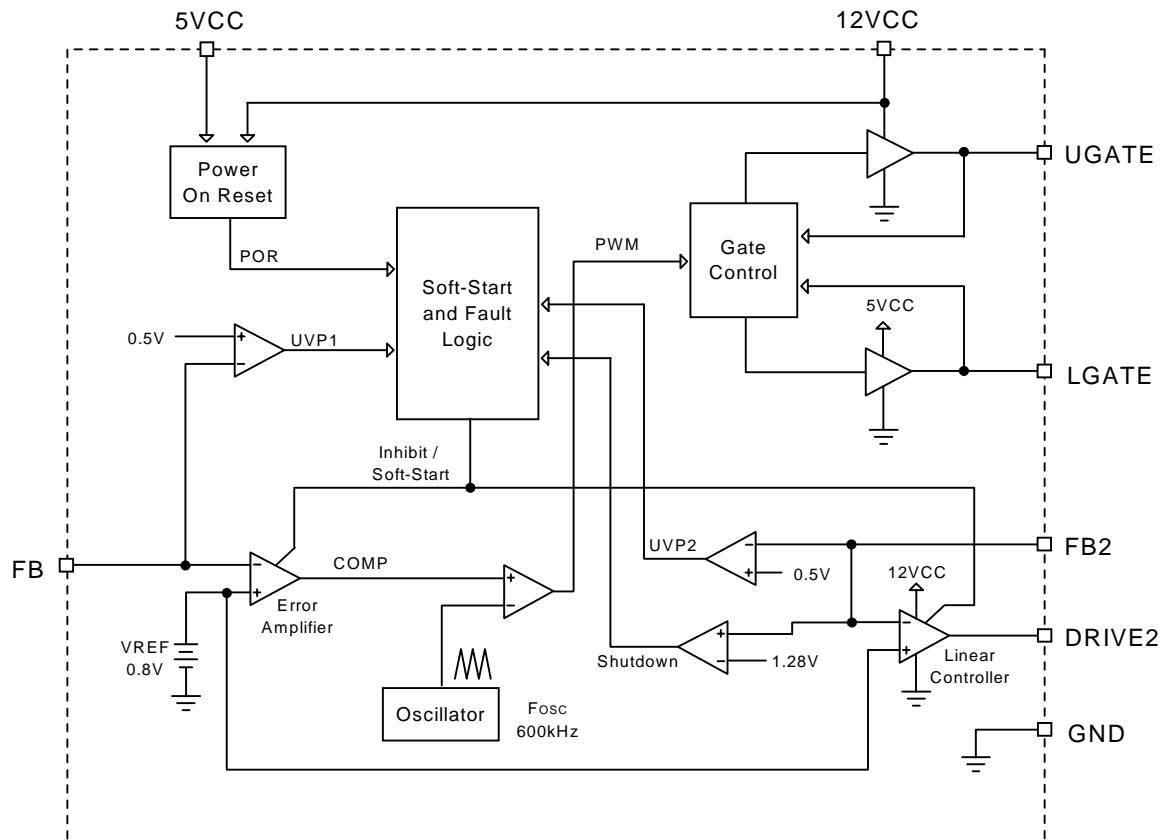 5VCC
12VCC
Power
On Reset
UGATE
POR
Soft-Start
and Fault
Logic
PWM
Gate
Control
5VCC
0.5V
+
-
UVP1
LGATE
Inhibit /
Soft-Start
FB
-
+
COMP
Error
Amplifier
+
-
UVP2
-
+
0.5V
FB2
12VCC
VREF
0.8V
Shutdown
+
-
1.28V
-
+
Linear
Controller
DRIVE2
Oscillator
FOSC
600kHz
GND